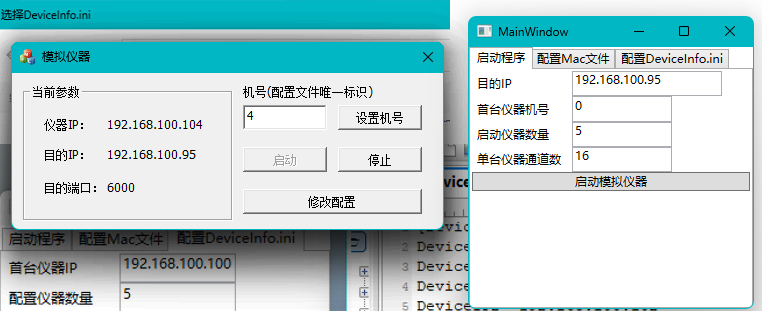 选择DeviceInfo.ini
模拟仪器
当前参数
仪器IP： 192.168.100.104
目的IP： 192.168.100.95
目的端口：6000
机号(配置文件唯一标识)
4
设置机号
启动
停止
修改配置
启动程序 配置Mac文件 配置DeviceInfo.ini
首台仪器IP 192.168.100.100
配置仪器数量 5
2 Device
3 Device
4 Device
5
MainWindow
启动程序 配置Mac文件 配置DeviceInfo.ini
目的IP 192.168.100.95
首台仪器机号 0
启动仪器数量 5
单台仪器通道数 16
启动模拟仪器